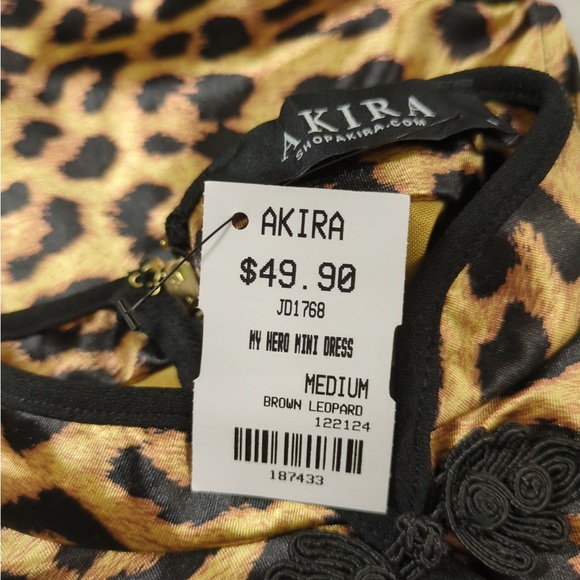 AKIRA
SHOPAKIRA.COM
AKIRA
$49.90
JD1768
MY HERO MINI DRESS
MEDIUM
BROWN LEOPARD
122124
187433